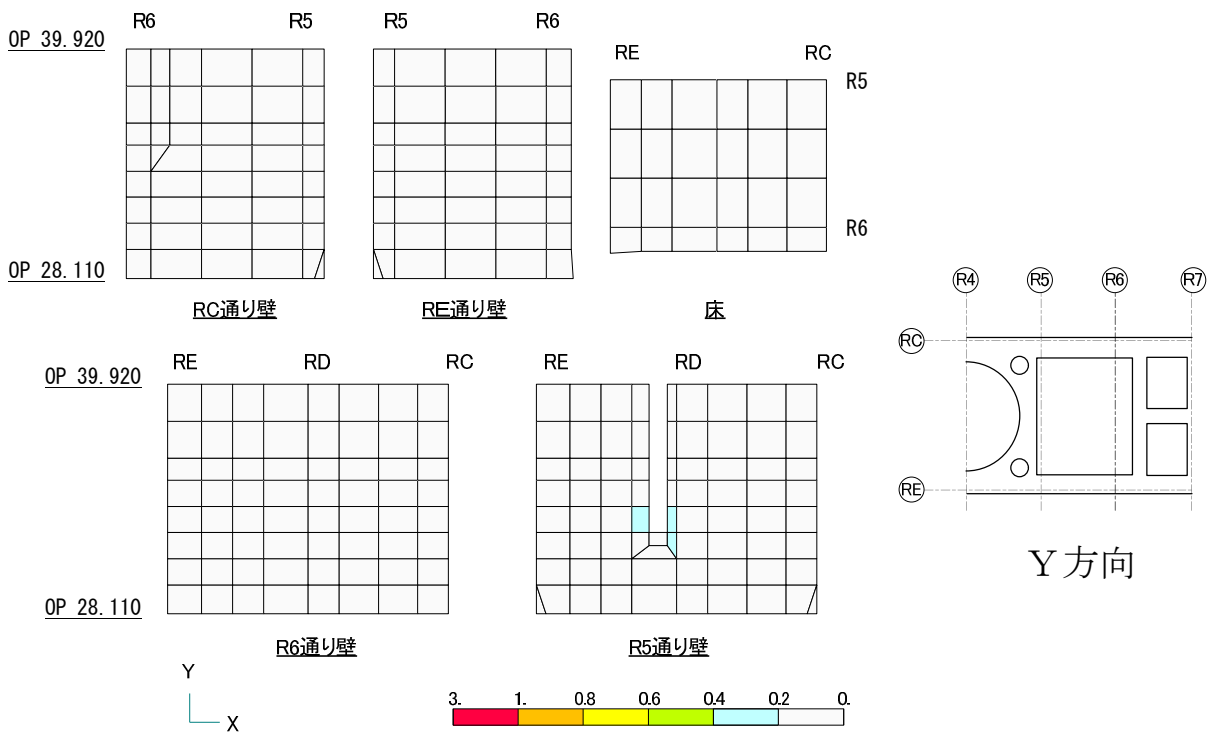 R6 R5 R5 R6
OP 39.920
RE RC
R5
R6
OP 28.110
RC通り壁 RE通り壁 床
R4 R5 R6 R7
RC
RE
Y方向
RE RD RC RE RD RC
OP 39.920
OP 28.110
R6通り壁 R5通り壁
Y
X
3. 1. 0.8 0.6 0.4 0.2 0.